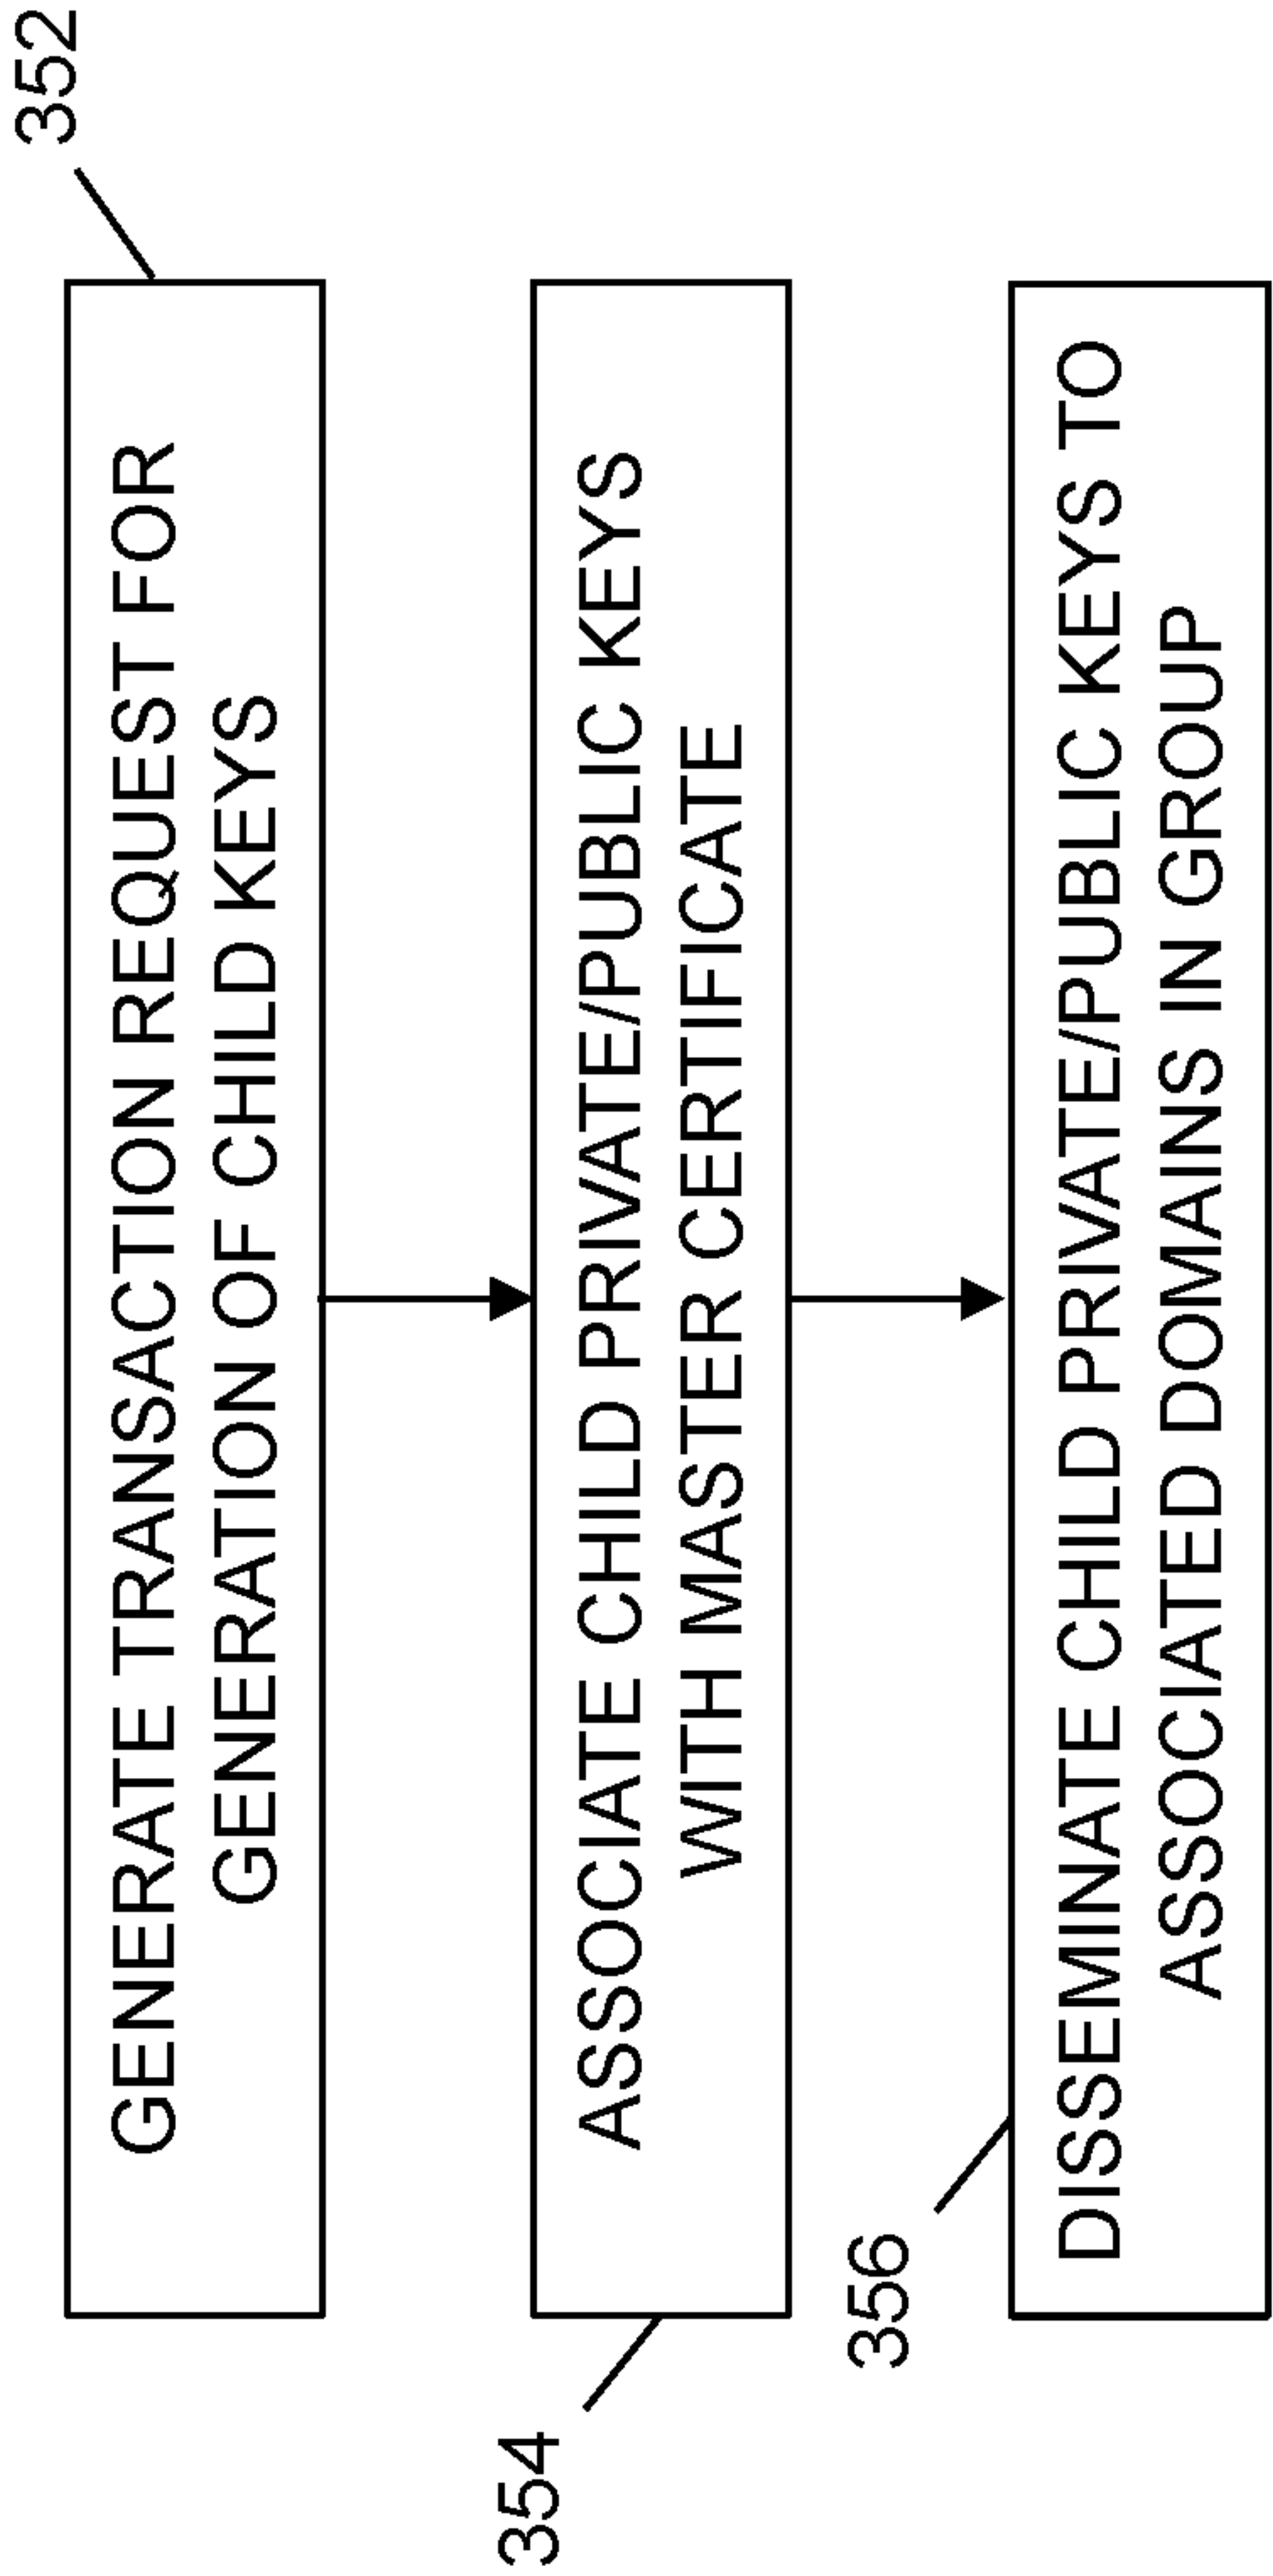 352
GENERATE TRANSACTION REQUEST FOR
GENERATION OF CHILD KEYS
354
ASSOCIATE CHILD PRIVATE/PUBLIC KEYS
WITH MASTER CERTIFICATE
356
DISSEMINATE CHILD PRIVATE/PUBLIC KEYS TO
ASSOCIATED DOMAINS IN GROUP